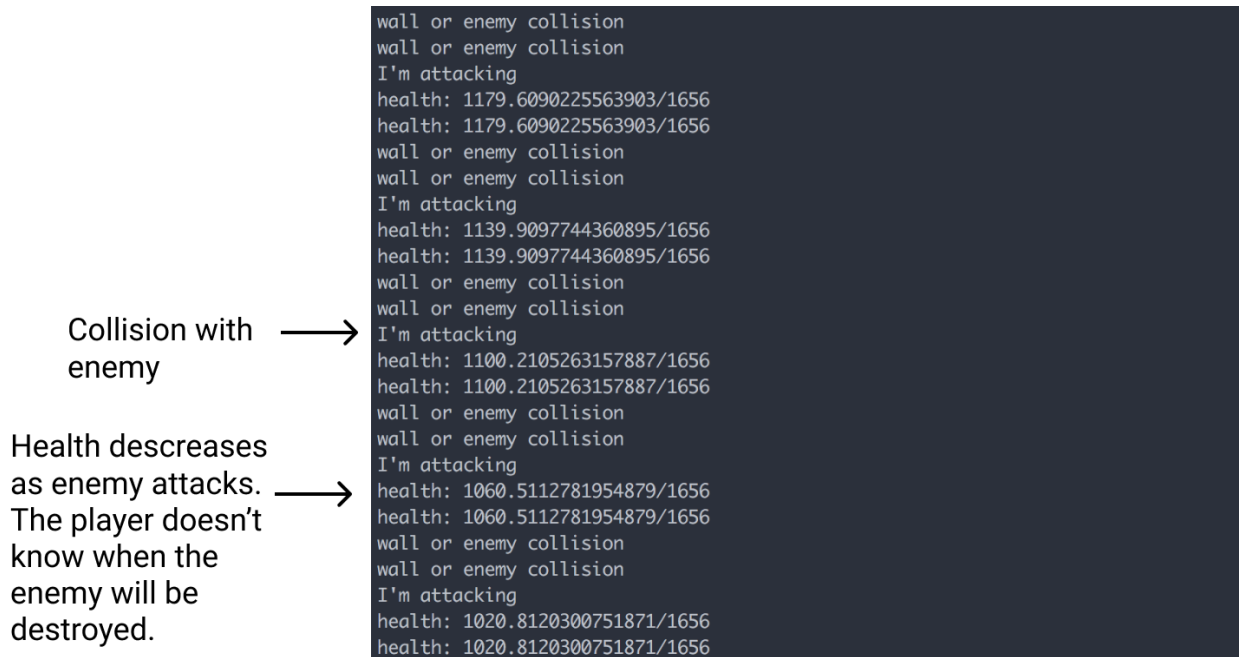 wall or enemy collision
wall or enemy collision
I'm attacking
health: 1179.6090225563903/1656
health: 1179.6090225563903/1656
wall or enemy collision
wall or enemy collision
I'm attacking
health: 1139.9097744360895/1656
health: 1139.9097744360895/1656
wall or enemy collision
wall or enemy collision
I'm attacking
health: 1100.2105263157887/1656
health: 1100.2105263157887/1656
wall or enemy collision
wall or enemy collision
I'm attacking
health: 1060.5112781954879/1656
health: 1060.5112781954879/1656
wall or enemy collision
wall or enemy collision
I'm attacking
health: 1020.8120300751871/1656
health: 1020.8120300751871/1656
Collision with
enemy
Health descreases
as enemy attacks.
The player doesn’t
know when the
enemy will be
destroyed.